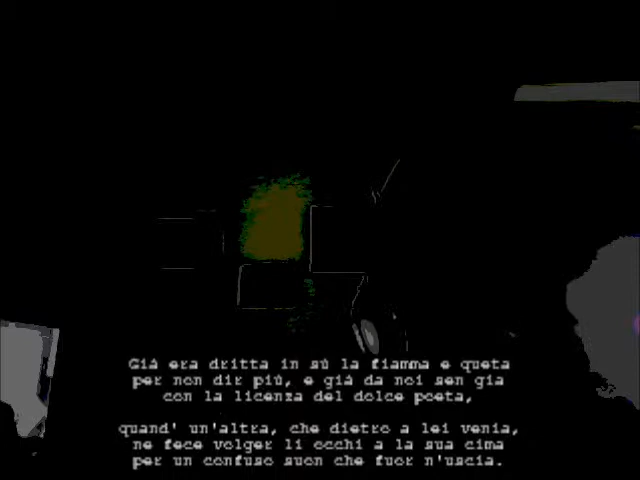 Già era dritta in sù la fiamma e queta
per non dir più, e già da noi sen gia
con la licenza del dolce poeta,
quand' un'altra, che dietro a lei venia,
ne fece volger li occhi a la sua cima
per un confuso suon che fuor n'uscia.